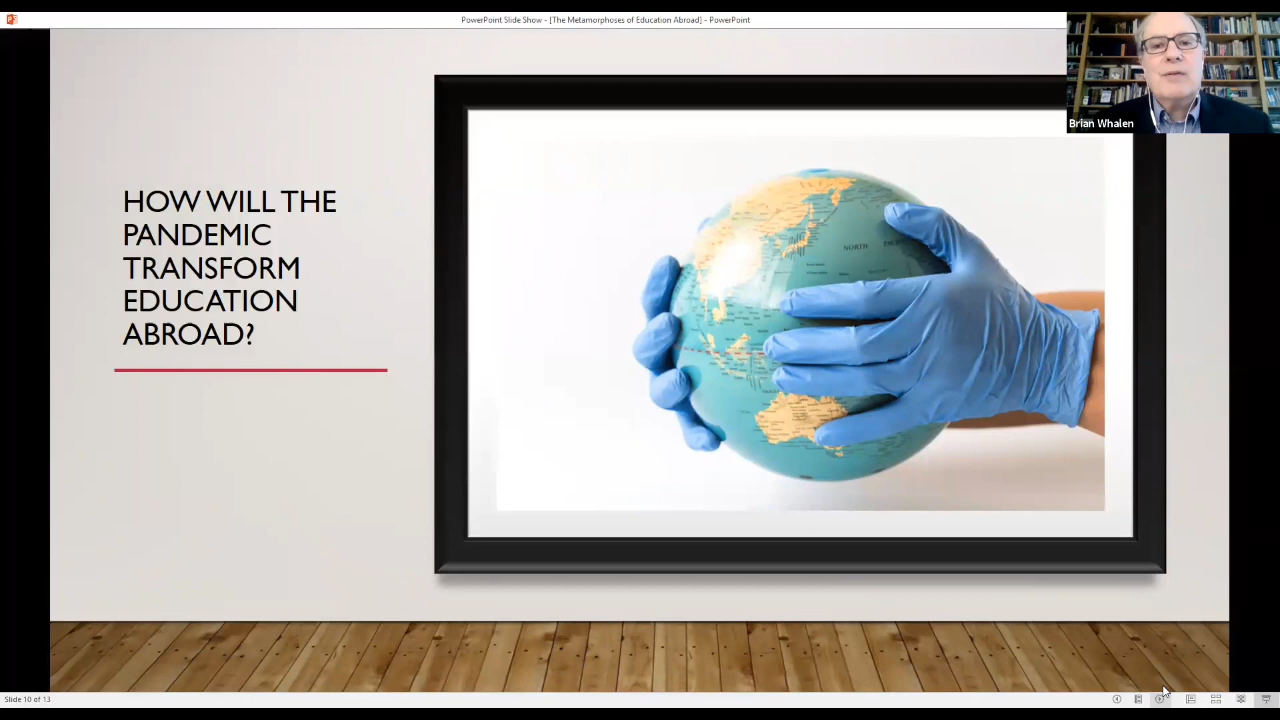 PowerPoint Slide Show - [The Metamorphoses of Education Abroad] - PowerPoint
Brian Whalen
HOW WILL THE
PANDEMIC
TRANSFORM
EDUCATION
ABROAD?
NORTH
Slide 10 of 13